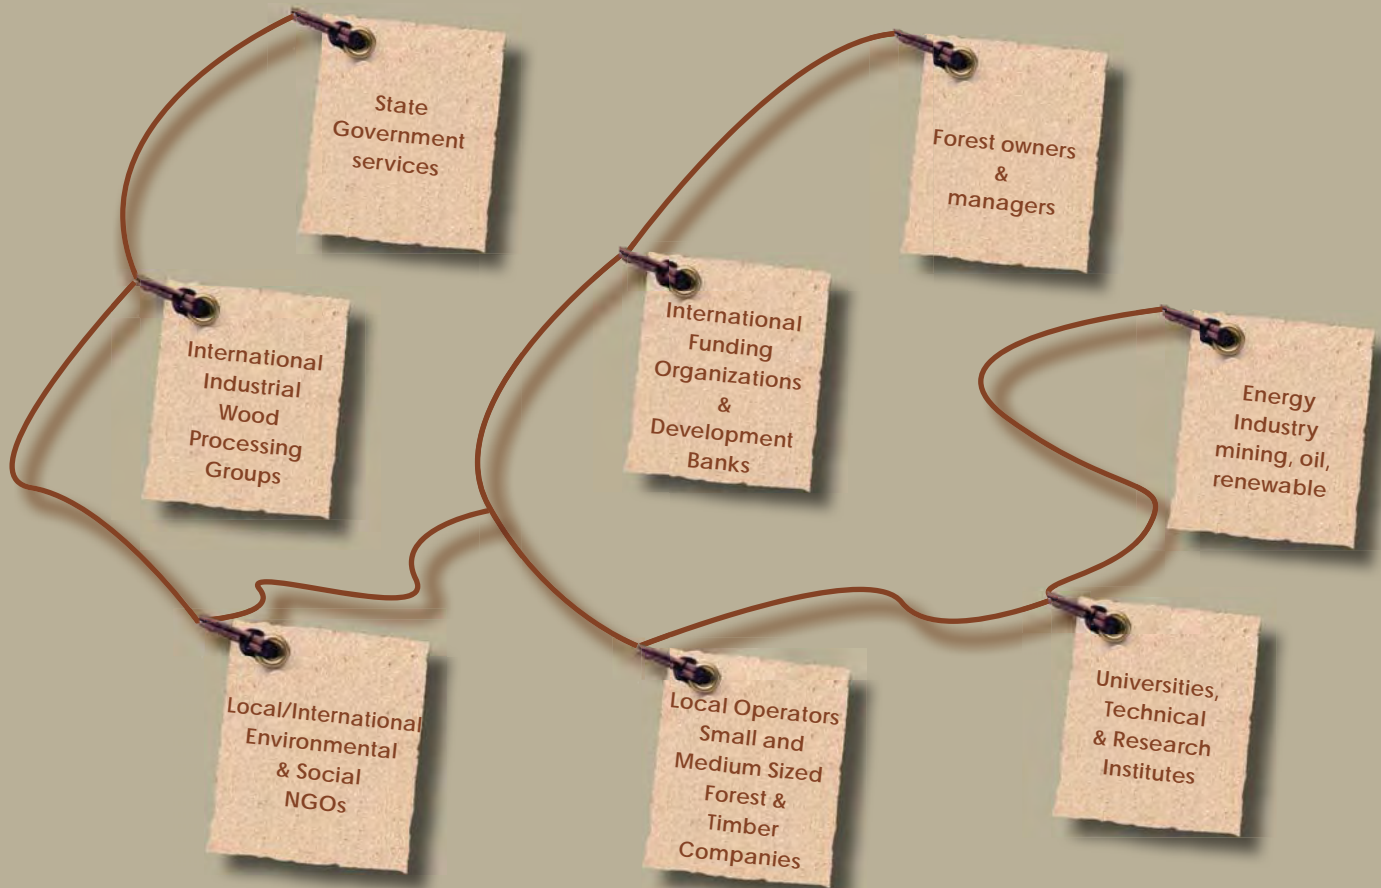 State
Government
services
Forest owners
&
managers
International
Industrial
Wood
Processing
Groups
International
Funding
Organizations
&
Development
Banks
Energy
Industry
mining, oil,
renewable
Local/International
Environmental
& Social
NGOs
Local Operators
Small and
Medium Sized
Forest &
Timber
Companies
Universities,
Technical
& Research
Institutes